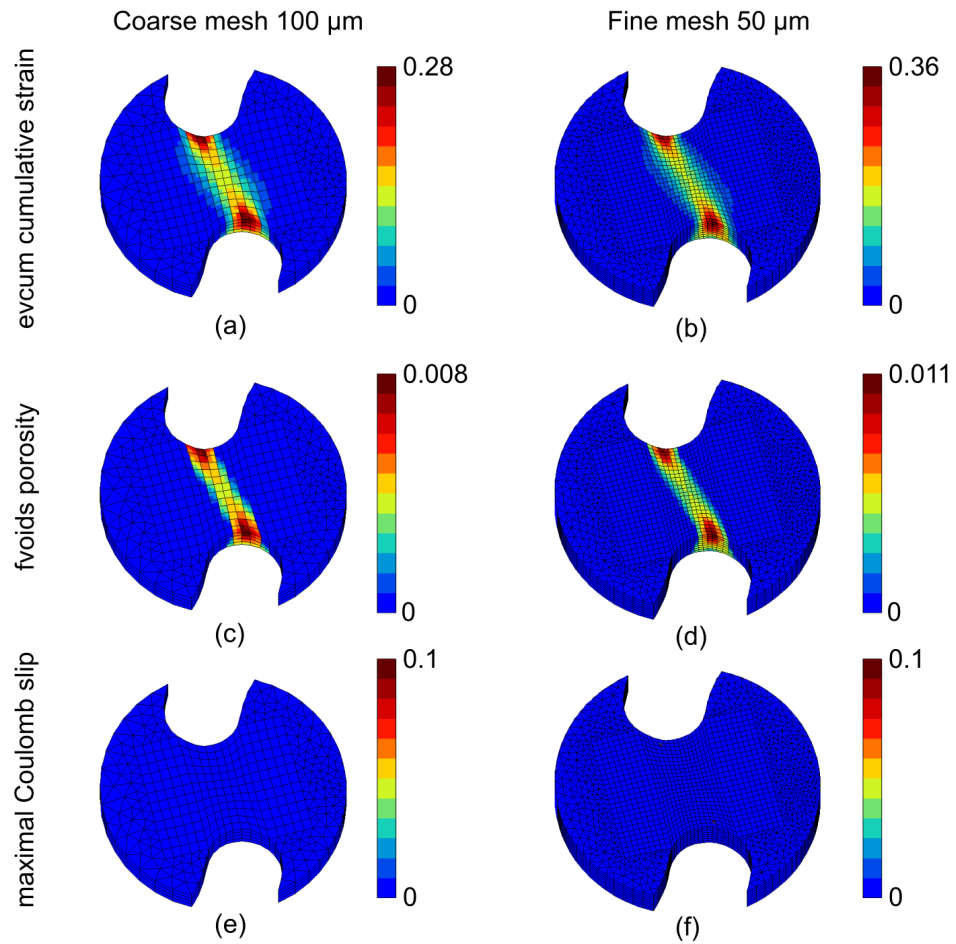 Coarse mesh 100 µm
Fine mesh 50 µm
evcum cumulative strain
0.28
0
(a)
0.36
0
(b)
fvoids porosity
0.008
0
(c)
0.011
0
(d)
maximal Coulomb slip
0.1
0
(e)
0.1
0
(f)